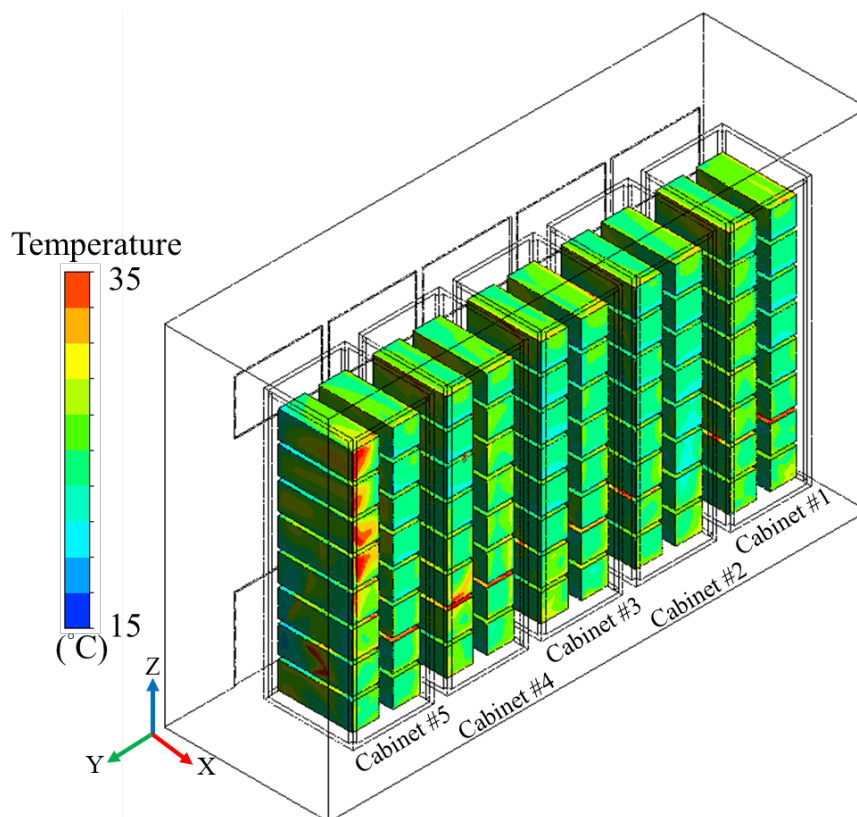 Temperature
35
15
(°C)
Z
Y
X
Cabinet #1
Cabinet #2
Cabinet #3
Cabinet #4
Cabinet #5